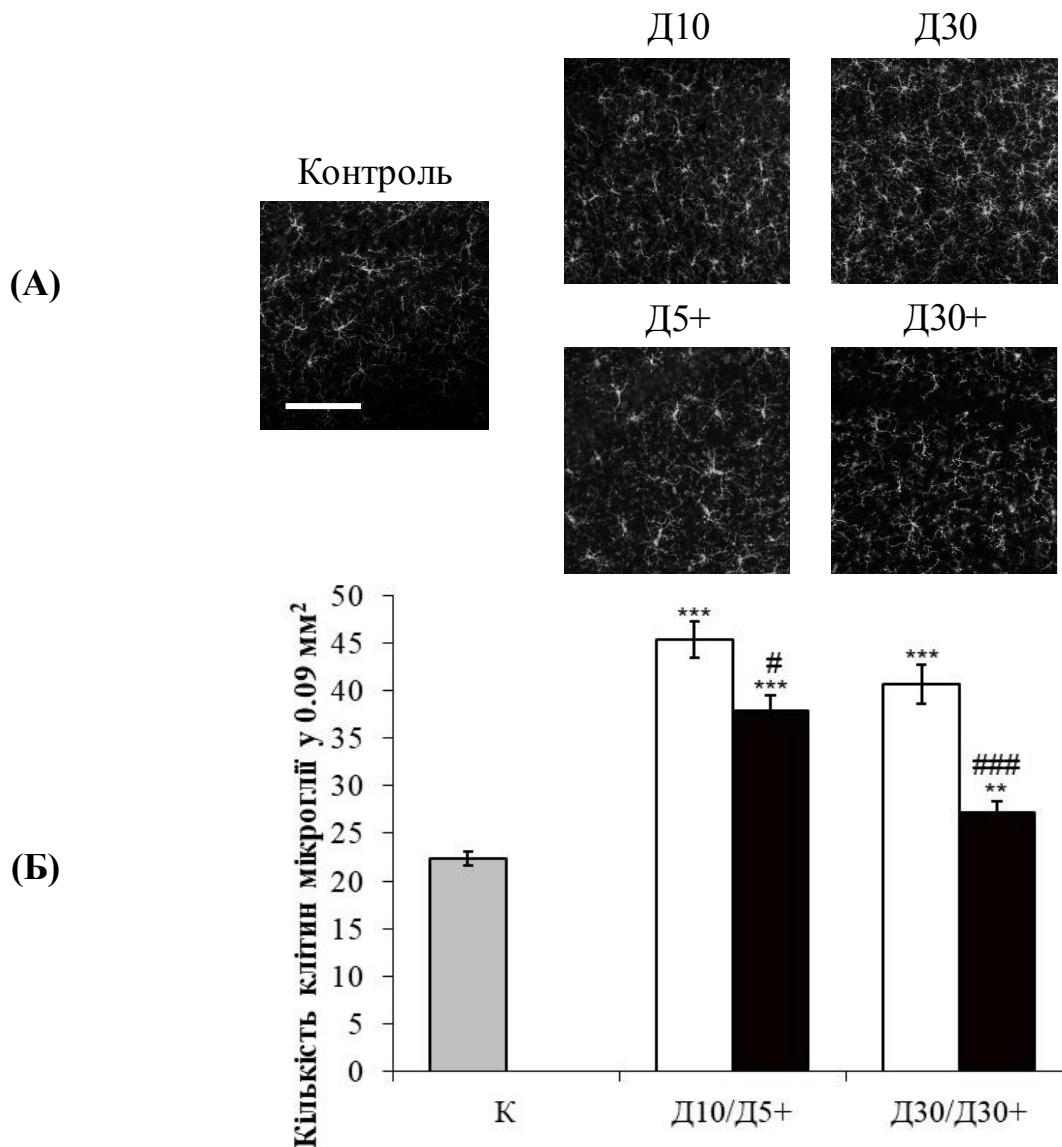 Д10 Д30
Контроль
(А)
Д5+ Д30+
Кількість клітин мікроглії у 0.09 мм²
50
45
40
35
30
25
20
15
10
5
0
***
#
***
***
###
**
(Б)
К Д10/Д5+ Д30/Д30+